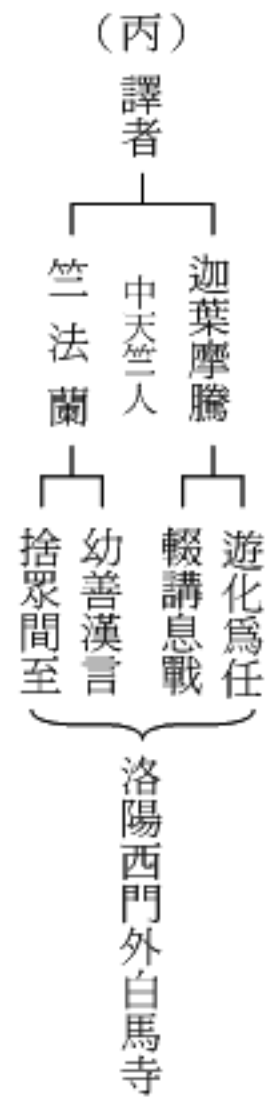 （丙）
譯者
迦葉摩騰
中天竺人
竺法蘭
遊化爲任
輟講息戰
幼善漢言
捨眾間至
洛陽西門外白馬寺